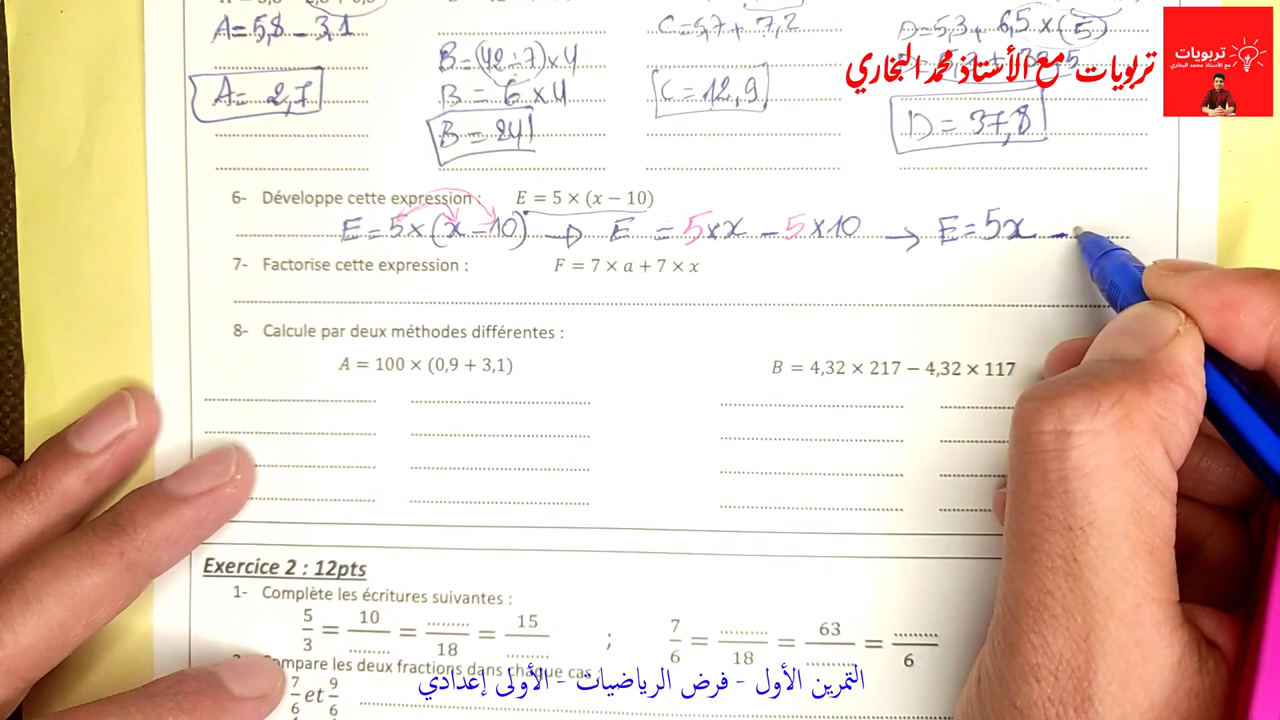 A=5,8 – 3,1
C=5,7 + 7,2
B=(42÷7)×4
A= 2,7
B = 6 ×4
C = 12,9
B = 24
D = 37,8
تربويات مع الأستاذ محمد البخاري
تربويات
مع الأستاذ محمد البخاري
6- Développe cette expression : E = 5 × (x − 10)
E=5×(x −10) → E = 5×x − 5×10 → E=5x −
7- Factorise cette expression : F = 7 × a + 7 × x
8- Calcule par deux méthodes différentes :
A = 100 × (0,9 + 3,1) B = 4,32 × 217 − 4,32 × 117
Exercice 2 : 12pts
1- Complète les écritures suivantes :
5/3 = 10/......... = ........./18 = 15/......... ; 7/6 = ........./18 = 63/......... = ........./6
ompare les deux fractions dans chaque cas :
7/6 et 9/6
التمرين الأول - فرض الرياضيات - الأولى إعدادي